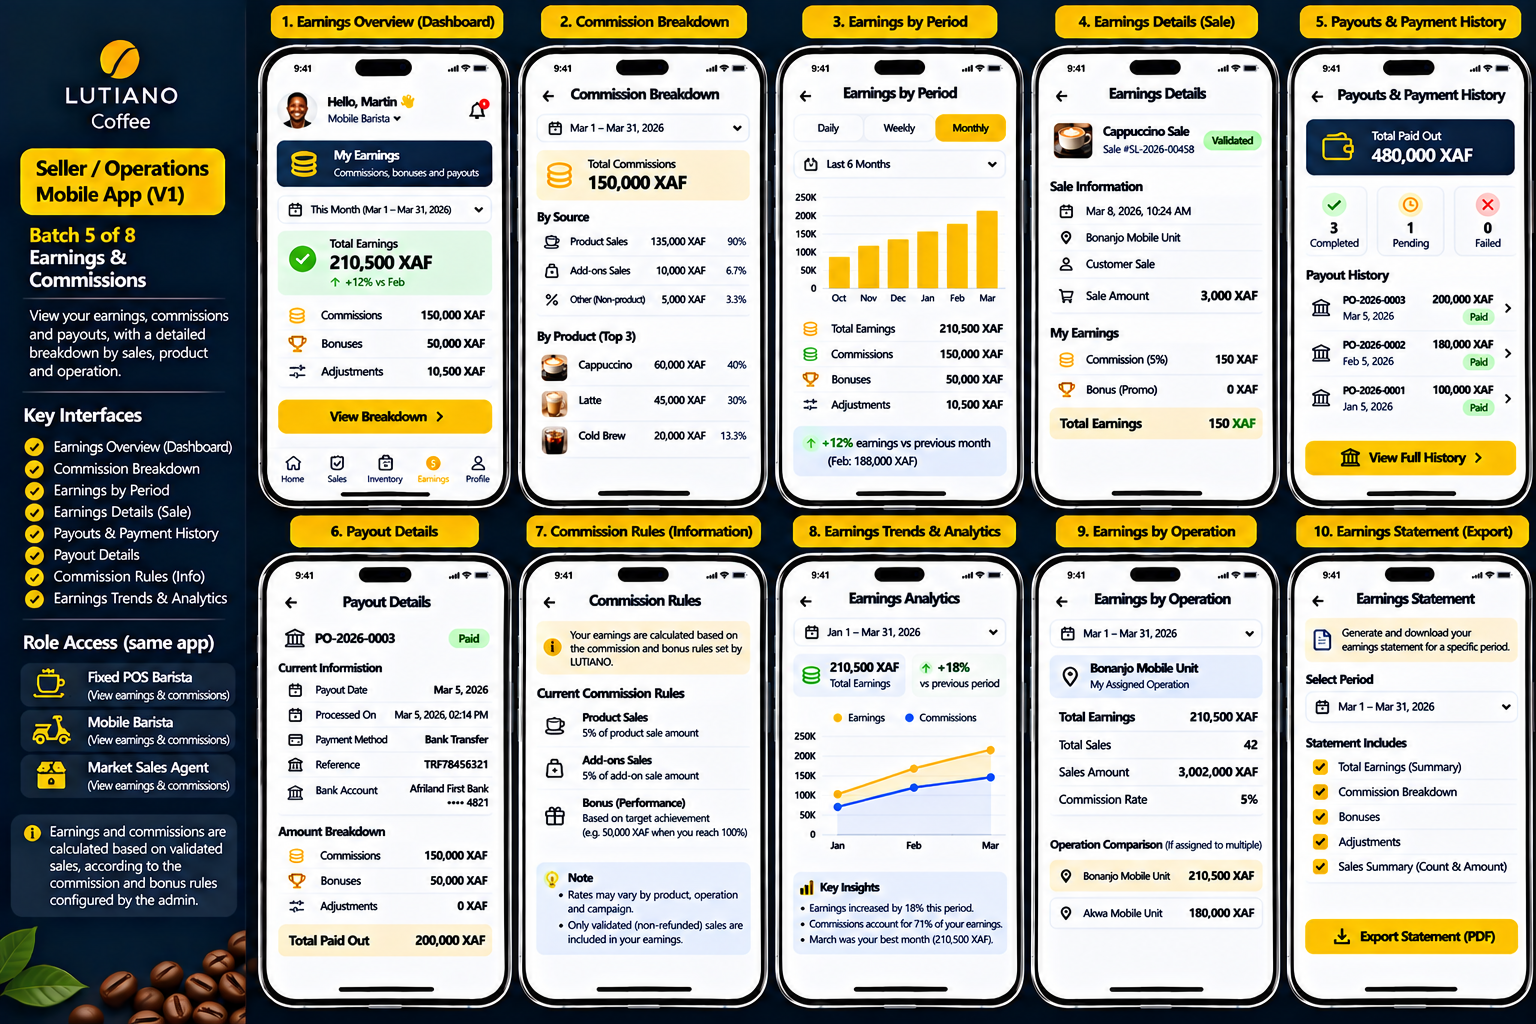 LUTIANO
Coffee
Seller / Operations
Mobile App (V1)
Batch 5 of 8
Earnings &
Commissions
View your earnings, commissions
and payouts, with a detailed
breakdown by sales, product
and operation.
Key Interfaces
Earnings Overview (Dashboard)
Commission Breakdown
Earnings by Period
Earnings Details (Sale)
Payouts & Payment History
Payout Details
Commission Rules (Info)
Earnings Trends & Analytics
Role Access (same app)
Fixed POS Barista
(View earnings & commissions)
Mobile Barista
(View earnings & commissions)
Market Sales Agent
(View earnings & commissions)
Earnings and commissions are
calculated based on validated
sales, according to the
commission and bonus rules
configured by the admin.
1. Earnings Overview (Dashboard)
9:41
Hello, Martin 👋
Mobile Barista
My Earnings
Commissions, bonuses and payouts
This Month (Mar 1 – Mar 31, 2026)
Total Earnings
210,500 XAF
↑ +12% vs Feb
Commissions 150,000 XAF
Bonuses 50,000 XAF
Adjustments 10,500 XAF
View Breakdown >
Home Sales Inventory Earnings Profile
2. Commission Breakdown
9:41
← Commission Breakdown
Mar 1 – Mar 31, 2026
Total Commissions
150,000 XAF
By Source
Product Sales 135,000 XAF 90%
Add-ons Sales 10,000 XAF 6.7%
Other (Non-product) 5,000 XAF 3.3%
By Product (Top 3)
Cappuccino 60,000 XAF 40%
Latte 45,000 XAF 30%
Cold Brew 20,000 XAF 13.3%
3. Earnings by Period
9:41
← Earnings by Period
Daily Weekly Monthly
Last 6 Months
250K
200K
150K
100K
50K
0
Oct Nov Dec Jan Feb Mar
Total Earnings 210,500 XAF
Commissions 150,000 XAF
Bonuses 50,000 XAF
Adjustments 10,500 XAF
↑ +12% earnings vs previous month
(Feb: 188,000 XAF)
4. Earnings Details (Sale)
9:41
← Earnings Details
Cappuccino Sale
Sale #SL-2026-00458
Validated
Sale Information
Mar 8, 2026, 10:24 AM
Bonanjo Mobile Unit
Customer Sale
Sale Amount 3,000 XAF
My Earnings
Commission (5%) 150 XAF
Bonus (Promo) 0 XAF
Total Earnings 150 XAF
5. Payouts & Payment History
9:41
← Payouts & Payment History
Total Paid Out
480,000 XAF
3 1 0
Completed Pending Failed
Payout History
PO-2026-0003 200,000 XAF
Mar 5, 2026 Paid
PO-2026-0002 180,000 XAF
Feb 5, 2026 Paid
PO-2026-0001 100,000 XAF
Jan 5, 2026 Paid
View Full History >
6. Payout Details
9:41
← Payout Details
PO-2026-0003 Paid
Current Informistion
Payout Date Mar 5, 2026
Processed On Mar 5, 2026, 02:14 PM
Payment Method Bank Transfer
Reference TRF78456321
Bank Account Afriland First Bank
•••• 4821
Amount Breakdown
Commissions 150,000 XAF
Bonuses 50,000 XAF
Adjustments 0 XAF
Total Paid Out 200,000 XAF
7. Commission Rules (Information)
9:41
← Commission Rules
Your earnings are calculated based on
the commission and bonus rules set by
LUTIANO.
Current Commission Rules
Product Sales
5% of product sale amount
Add-ons Sales
5% of add-on sale amount
Bonus (Performance)
Based on target achievement
(e.g. 50,000 XAF when you reach 100%)
Note
• Rates may vary by product, operation
and campaign.
• Only validated (non-refunded) sales are
included in your earnings.
8. Earnings Trends & Analytics
9:41
← Earnings Analytics
Jan 1 – Mar 31, 2026
210,500 XAF
Total Earnings
↑ +18%
vs previous period
Earnings Commissions
250K
200K
150K
100K
50K
0
Jan Feb Mar
Key Insights
• Earnings increased by 18% this period.
• Commissions account for 71% of your earnings.
• March was your best month (210,500 XAF).
9. Earnings by Operation
9:41
← Earnings by Operation
Mar 1 – Mar 31, 2026
Bonanjo Mobile Unit
My Assigned Operation
Total Earnings 210,500 XAF
Total Sales 42
Sales Amount 3,002,000 XAF
Commission Rate 5%
Operation Comparison (If assigned to multiple)
Bonanjo Mobile Unit 210,500 XAF
Akwa Mobile Unit 180,000 XAF
10. Earnings Statement (Export)
9:41
← Earnings Statement
Generate and download your
earnings statement for a specific period.
Select Period
Mar 1 – Mar 31, 2026
Statement Includes
Total Earnings (Summary)
Commission Breakdown
Bonuses
Adjustments
Sales Summary (Count & Amount)
Export Statement (PDF)